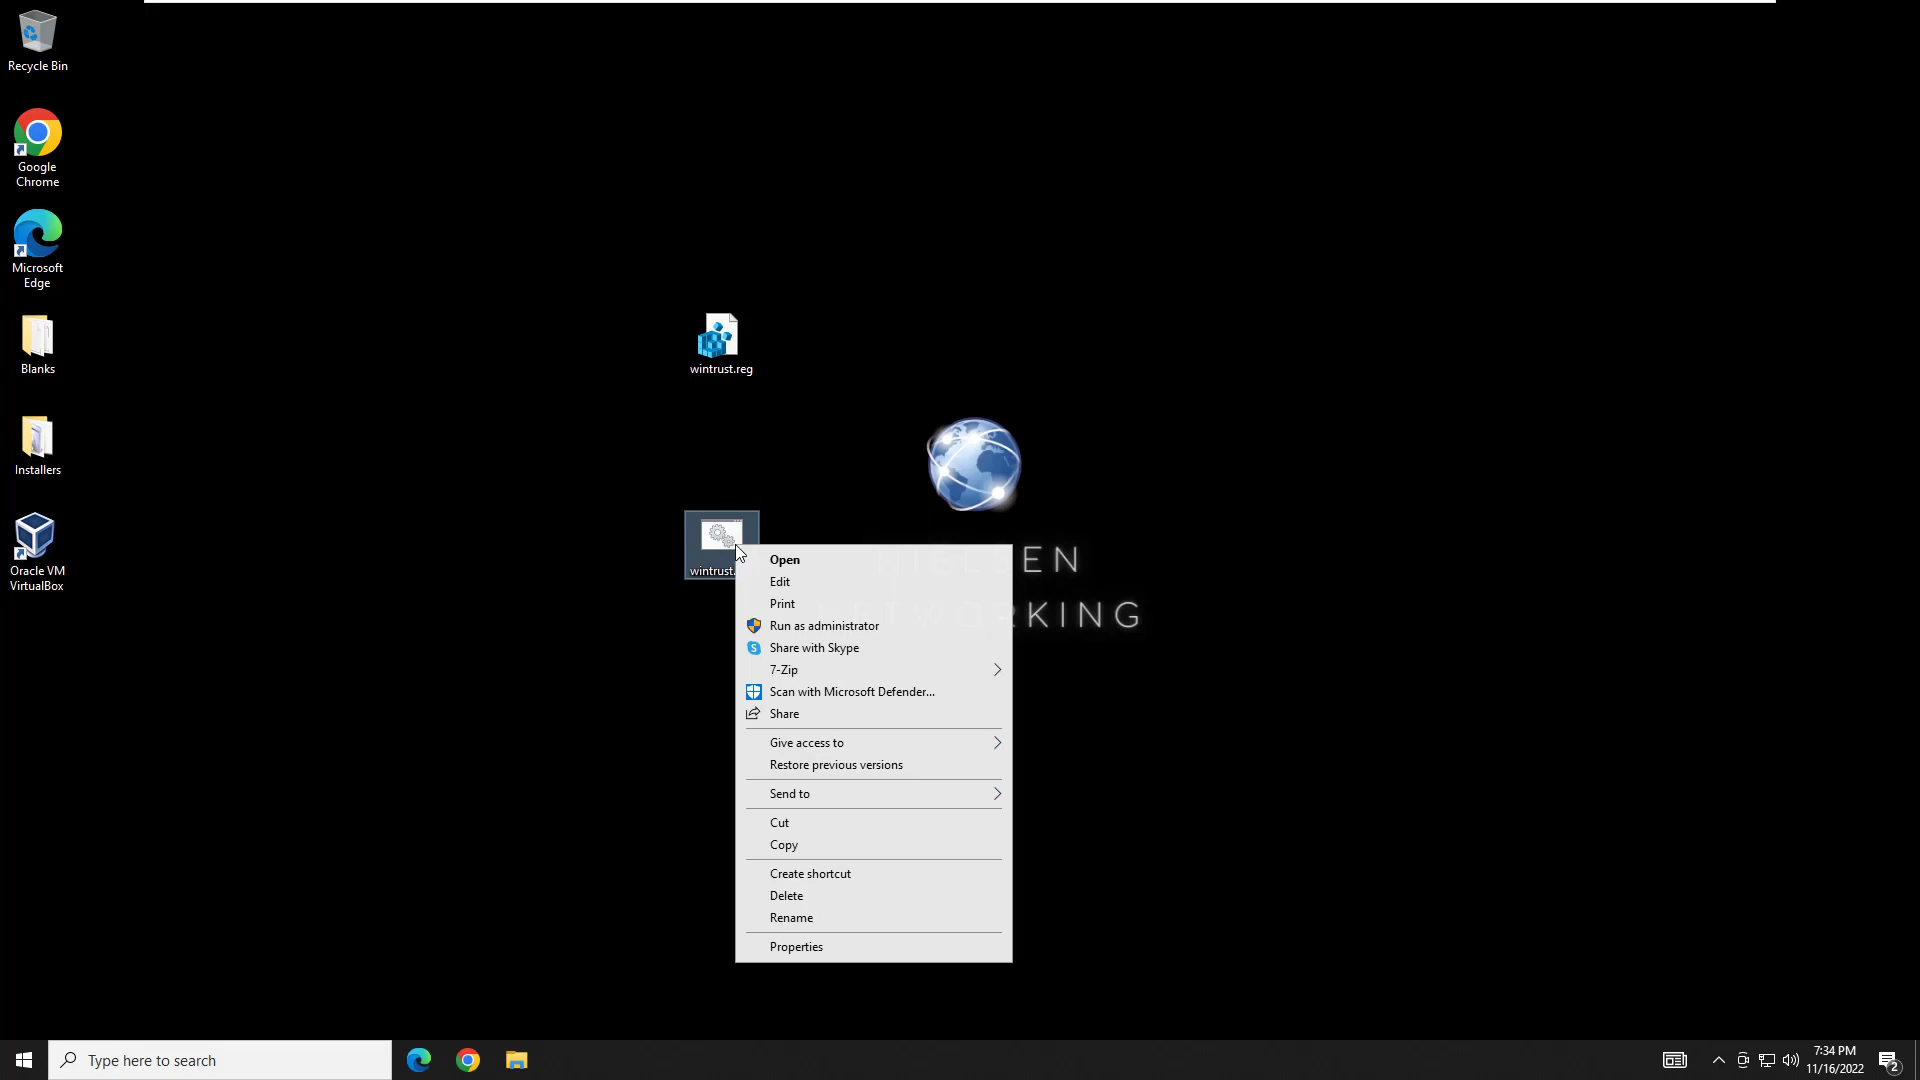 Recycle Bin
Google
Chrome
Microsoft
Edge
Blanks
Installers
Oracle VM
VirtualBox
wintrust.reg
wintrust.
Open
Edit
Print
Run as administrator
Share with Skype
7-Zip
Scan with Microsoft Defender...
Share
Give access to
Restore previous versions
Send to
Cut
Copy
Create shortcut
Delete
Rename
Properties
NIELSEN
NETWORKING
Type here to search
7:34 PM
11/16/2022
2